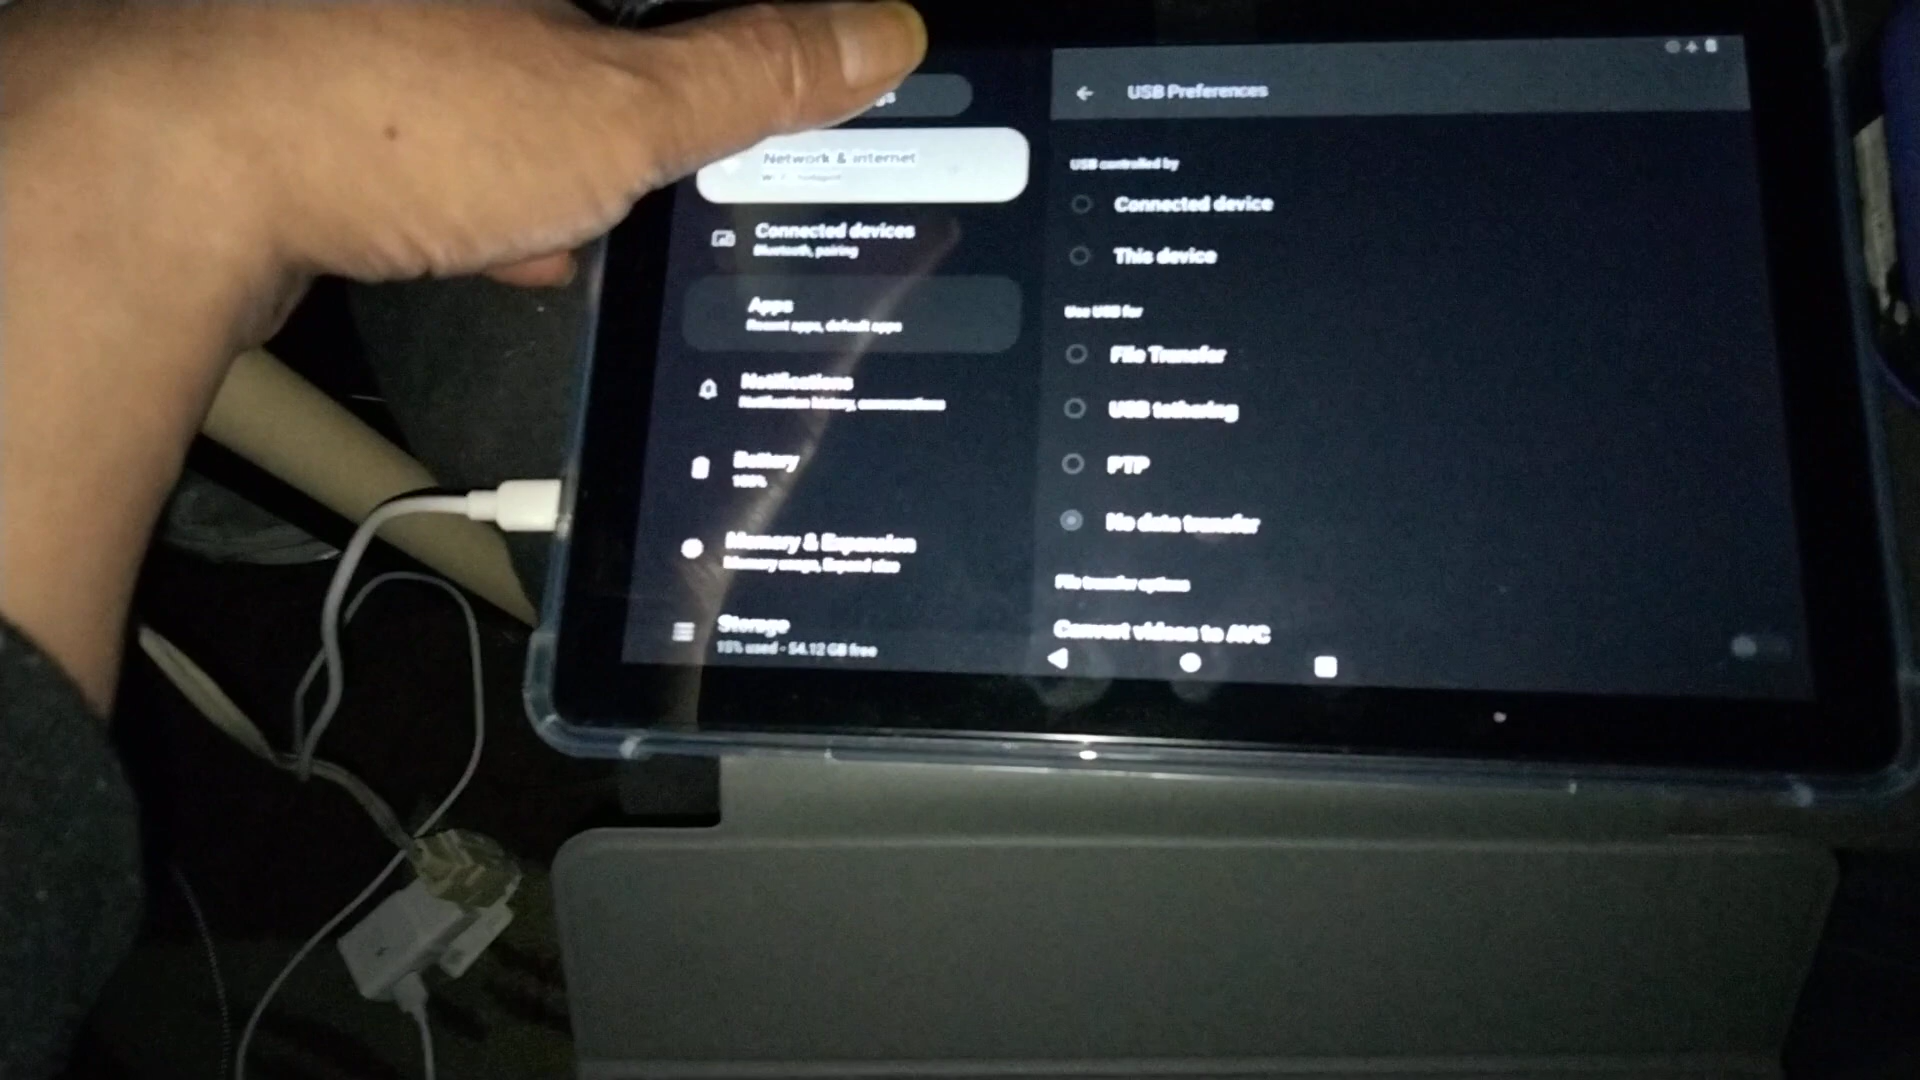 gs
Network & internet
Connected devices
Bluetooth, pairing
Apps
Recent apps, default apps
Notifications
Notification history, conversations
Battery
100%
Memory & Expansion
Memory usage, Expand size
Storage
15% used - 54.12 GB free
USB Preferences
USB controlled by
Connected device
This device
Use USB for
File Transfer
USB tethering
PTP
No data transfer
File transfer options
Convert videos to AVC